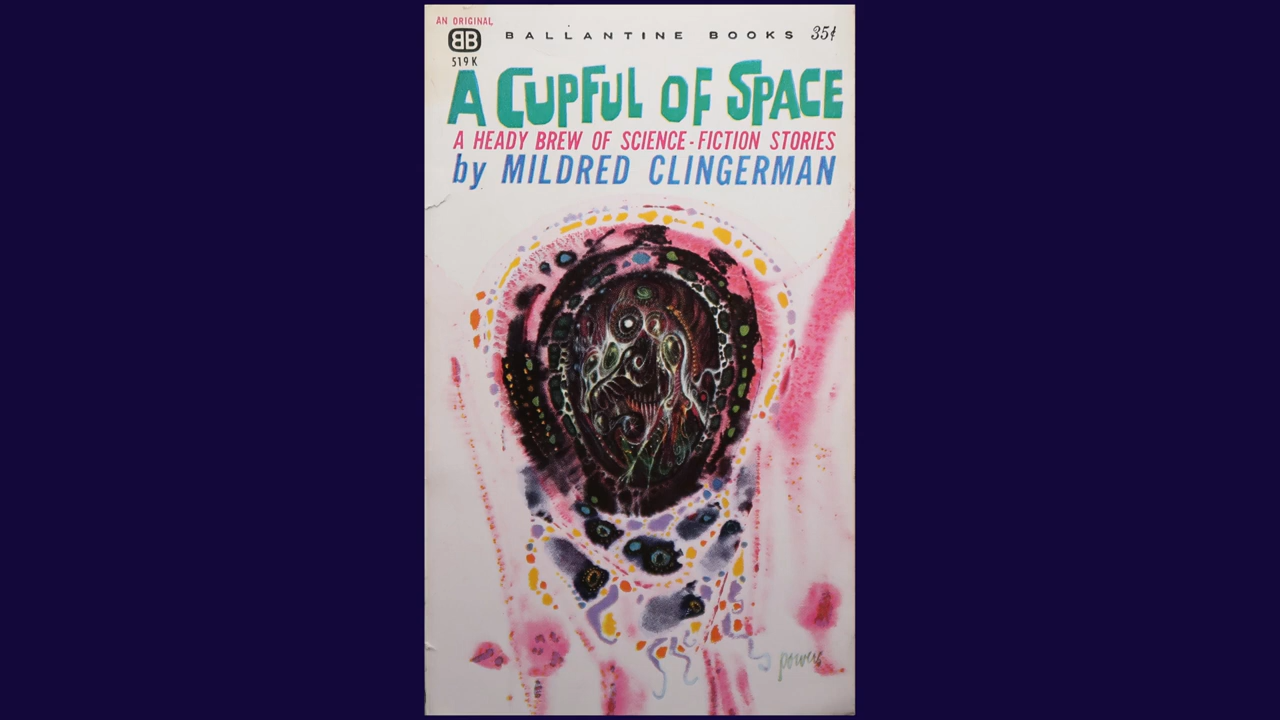 AN ORIGINAL
BB
BALLANTINE BOOKS 35¢
519K
A CUPFUL OF SPACE
A HEADY BREW OF SCIENCE-FICTION STORIES
by MILDRED CLINGERMAN
powers